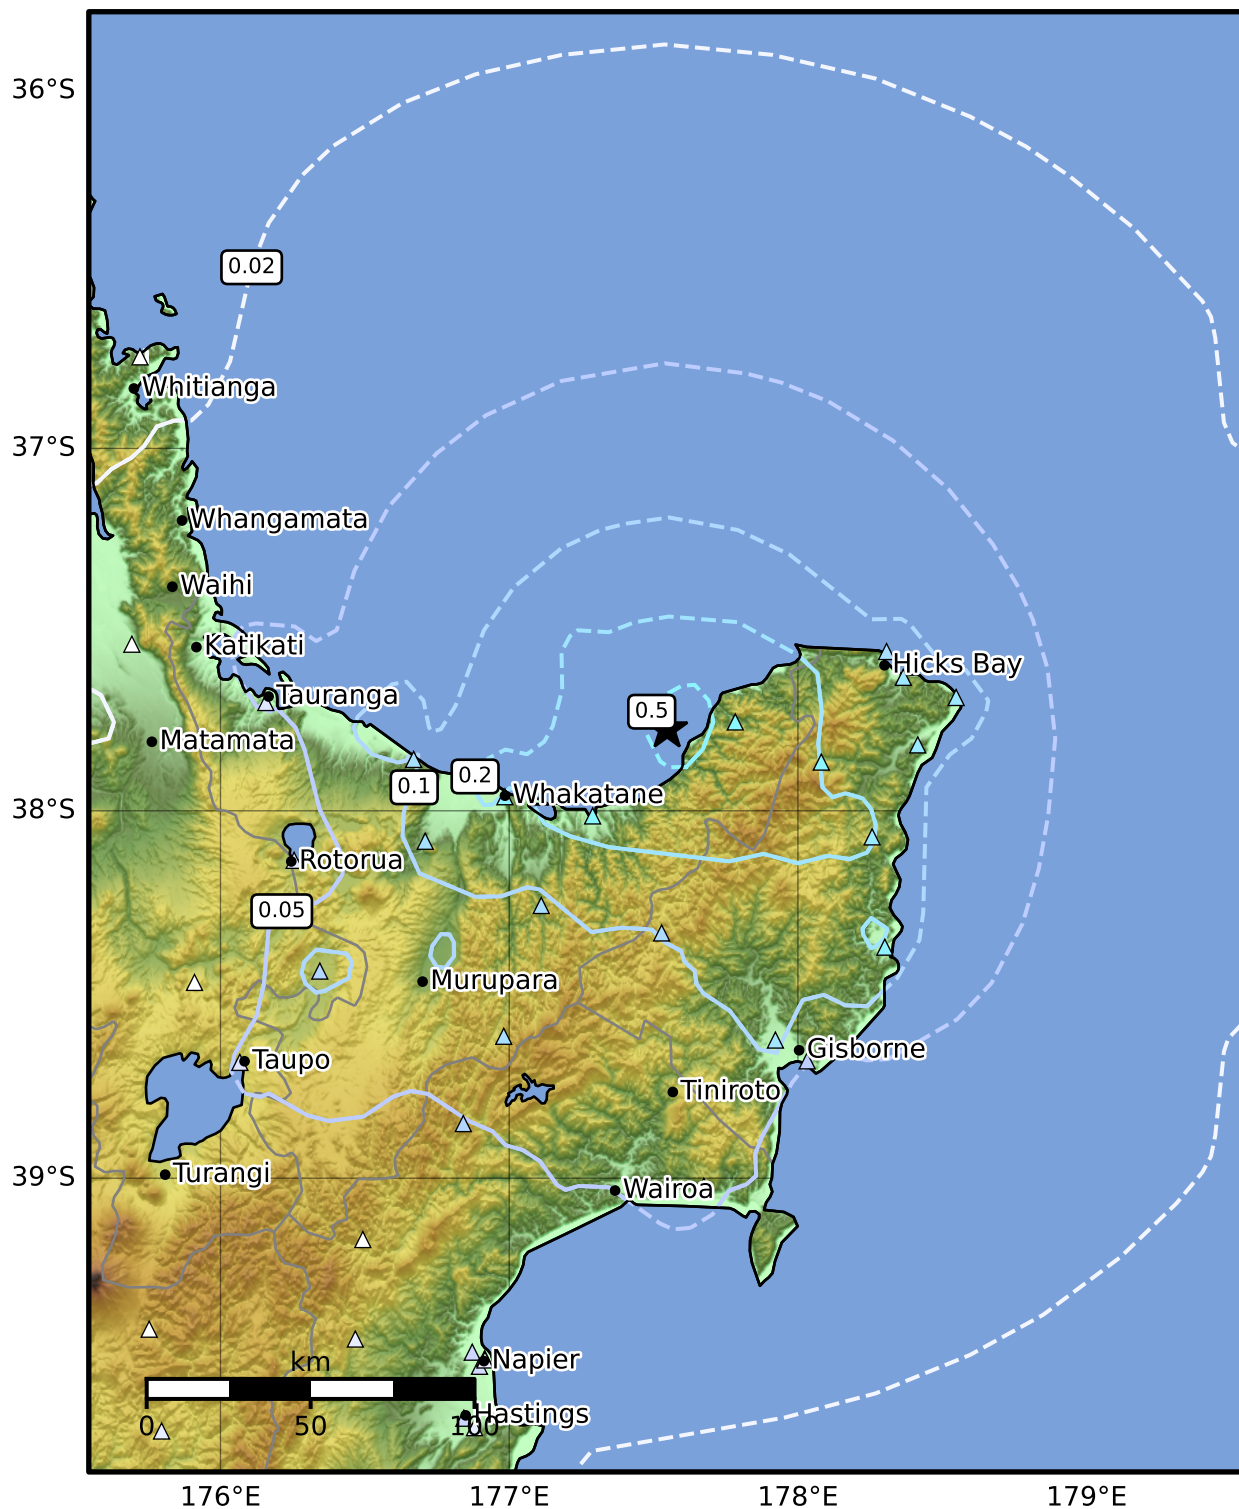 36°S
0.02
Whitianga
37°S
Whangamata
Waihi
Katikati
Hicks Bay
Tauranga
0.5
Matamata
0.2
0.1
Whakatane
38°S
Rotorua
0.05
Murupara
Gisborne
Taupo
Tiniroto
39°S
Turangi
Wairoa
km
Napier
Hastings
0 50 100
176°E 177°E 178°E 179°E